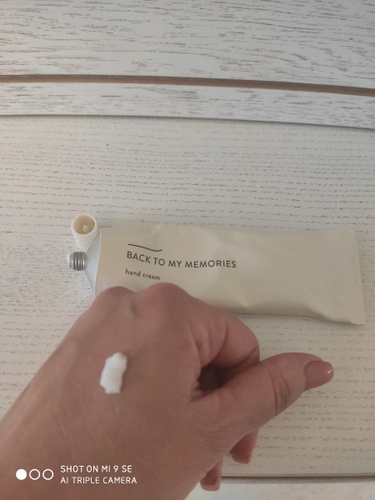 BACK TO MY MEMORIES
hand cream
SHOT ON MI 9 SE
AI TRIPLE CAMERA